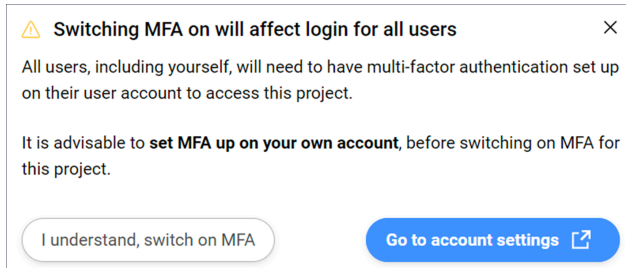 Switching MFA on will affect login for all users
All users, including yourself, will need to have multi-factor authentication set up
on their user account to access this project.
It is advisable to set MFA up on your own account, before switching on MFA for
this project.
I understand, switch on MFA
Go to account settings